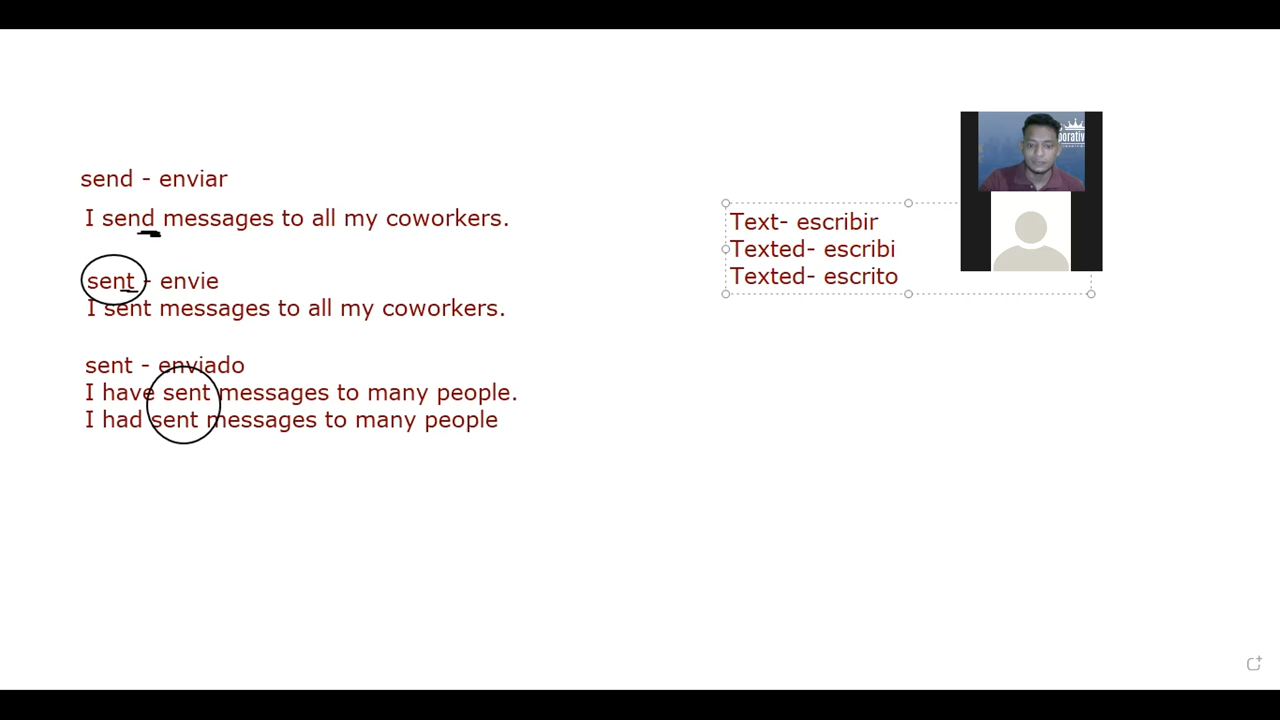 send - enviar
I send messages to all my coworkers.
sent - envie
I sent messages to all my coworkers.
sent - enviado
I have sent messages to many people.
I had sent messages to many people
Text- escribir
Texted- escribi
Texted- escrito